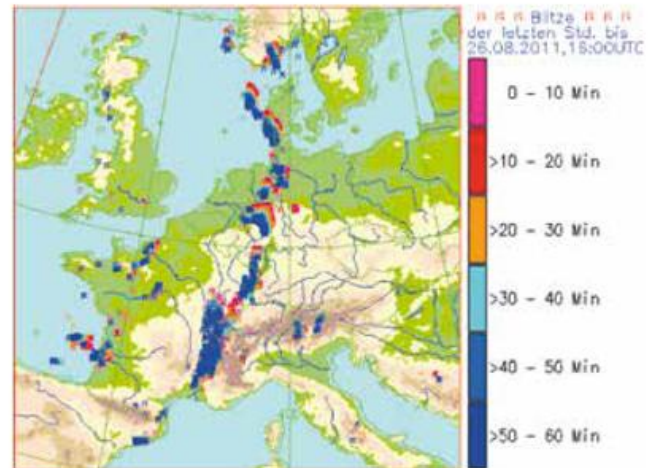 Blitze
der letzten Std. bis
26.08.2011,15:00UTC
0 - 10 Min
>10 - 20 Min
>20 - 30 Min
>30 - 40 Min
>40 - 50 Min
>50 - 60 Min